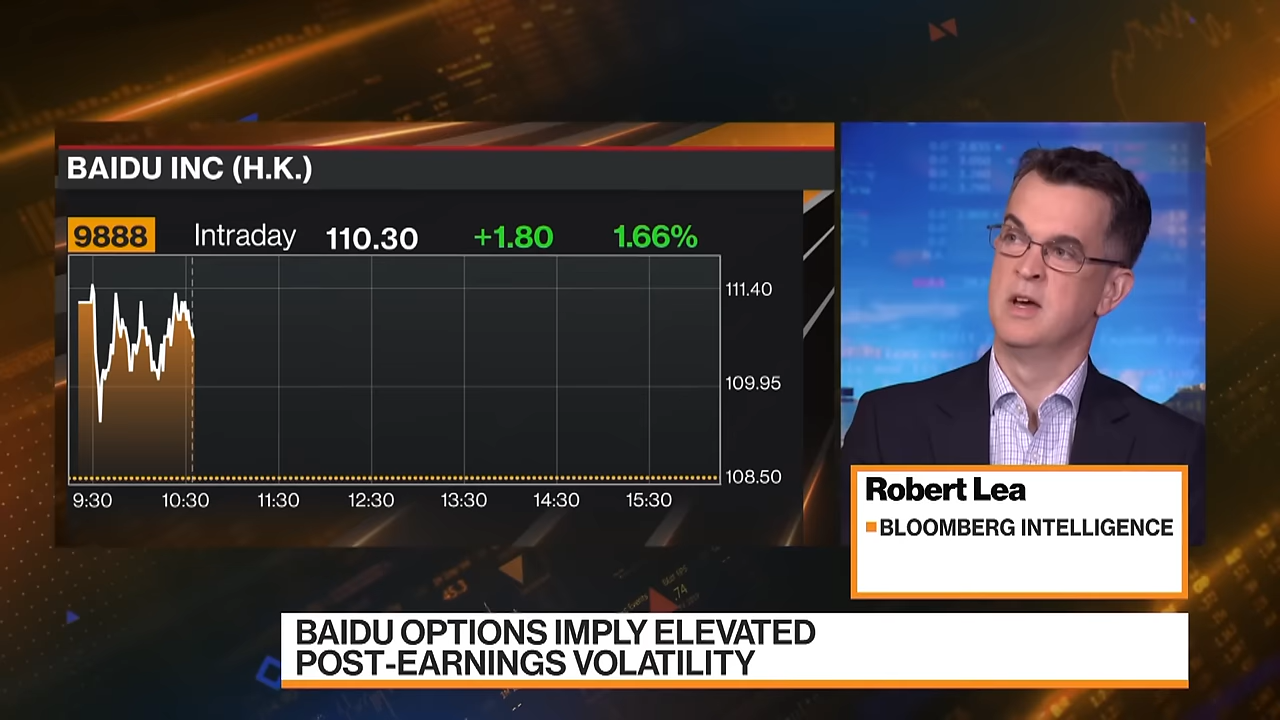 BAIDU INC (H.K.)
9888 Intraday 110.30 +1.80 1.66%
111.40
109.95
108.50
9:30 10:30 11:30 12:30 13:30 14:30 15:30
Robert Lea
BLOOMBERG INTELLIGENCE
BAIDU OPTIONS IMPLY ELEVATED
POST-EARNINGS VOLATILITY